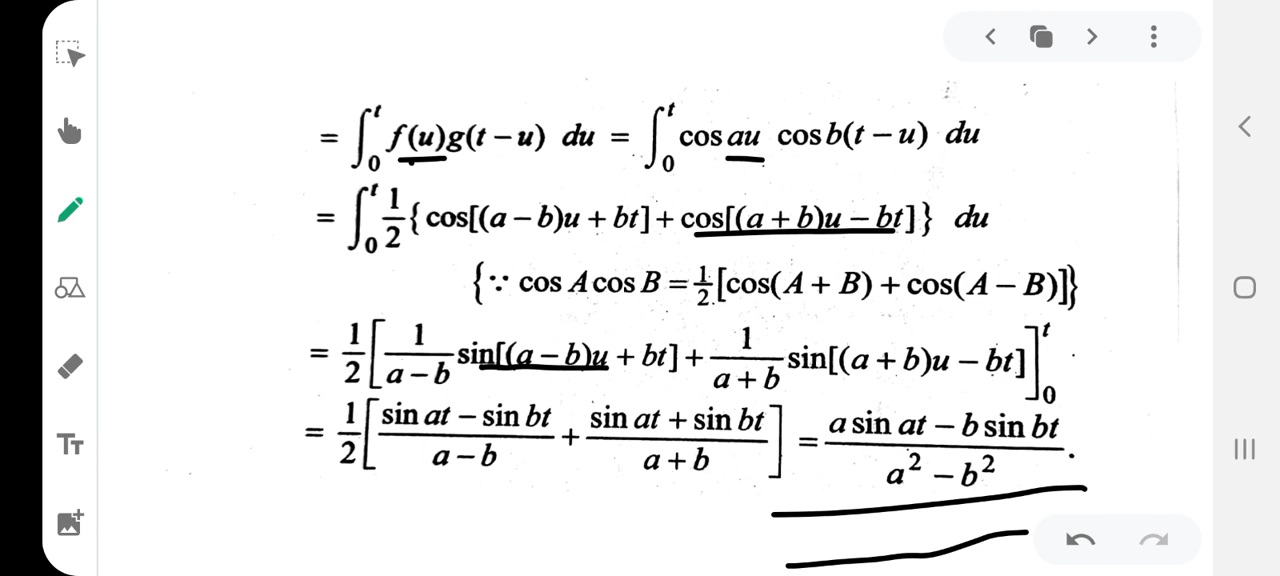 = ∫₀ᵗ f(u)g(t − u) du = ∫₀ᵗ cos au cos b(t − u) du
= ∫₀ᵗ 1/2 {cos[(a − b)u + bt] + cos[(a + b)u − bt]} du
{∵ cos A cos B = 1/2 [cos(A + B) + cos(A − B)]}
= 1/2 [1/(a − b) sin[(a − b)u + bt] + 1/(a + b) sin[(a + b)u − bt]]₀ᵗ
= 1/2 [(sin at − sin bt)/(a − b) + (sin at + sin bt)/(a + b)] = (a sin at − b sin bt)/(a² − b²).
Tт